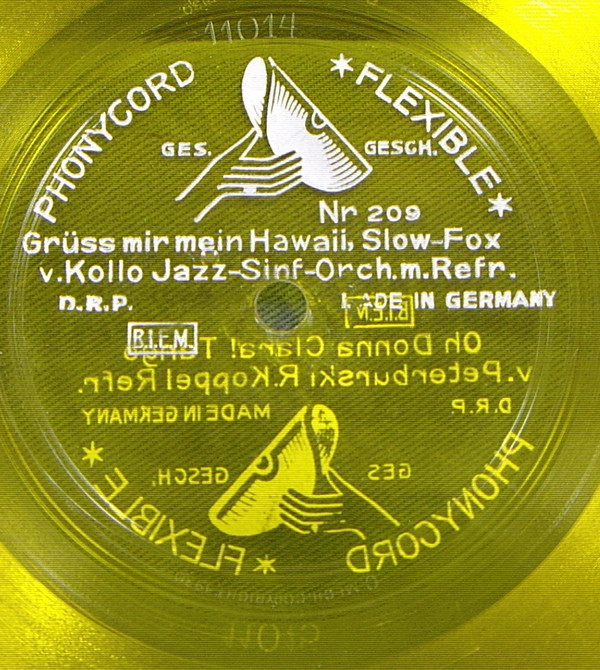 11014
PHONYCORD
★FLEXIBLE★
GES. GESCH.
Nr 209
Grüss mir mein Hawaii, Slow-Fox
v. Kollo Jazz-Sinf-Orch. m. Refr.
D.R.P. MADE IN GERMANY
B.I.E.M. B.I.E.M.
Oh Donna Clara! Tango
v. Peterburski R. Koppel Refr.
D.R.P. MADE IN GERMANY
GES GESCH.
PHONYCORD
★FLEXIBLE★